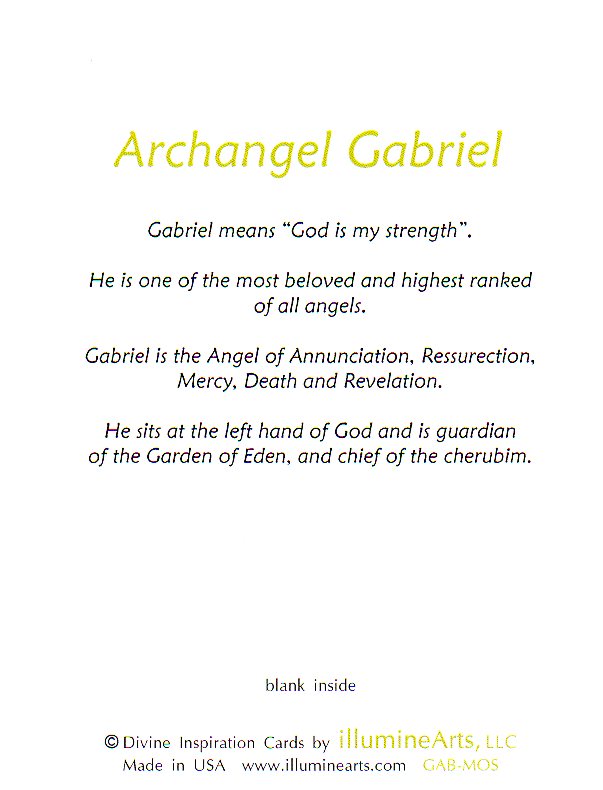 Archangel Gabriel
Gabriel means “God is my strength”.
He is one of the most beloved and highest ranked
of all angels.
Gabriel is the Angel of Annunciation, Ressurection,
Mercy, Death and Revelation.
He sits at the left hand of God and is guardian
of the Garden of Eden, and chief of the cherubim.
blank inside
© Divine Inspiration Cards by illumineArts, LLC
Made in USA www.illuminearts.com GAB-MOS